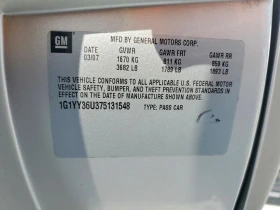 GM
MFD BY GENERAL MOTORS CORP.
DATE GVWR GAWR FRT GAWR RR
03/07 1670 KG 811 KG 859 KG
3682 LB 1789 LB 1893 LB
THIS VEHICLE CONFORMS TO ALL APPLICABLE U.S. FEDERAL MOTOR
VEHICLE SAFETY, BUMPER, AND THEFT PREVENTION STANDARDS IN
EFFECT ON THE DATE OF MANUFACTURE SHOWN ABOVE.
1G1YY36U375131548 TYPE: PASS CAR